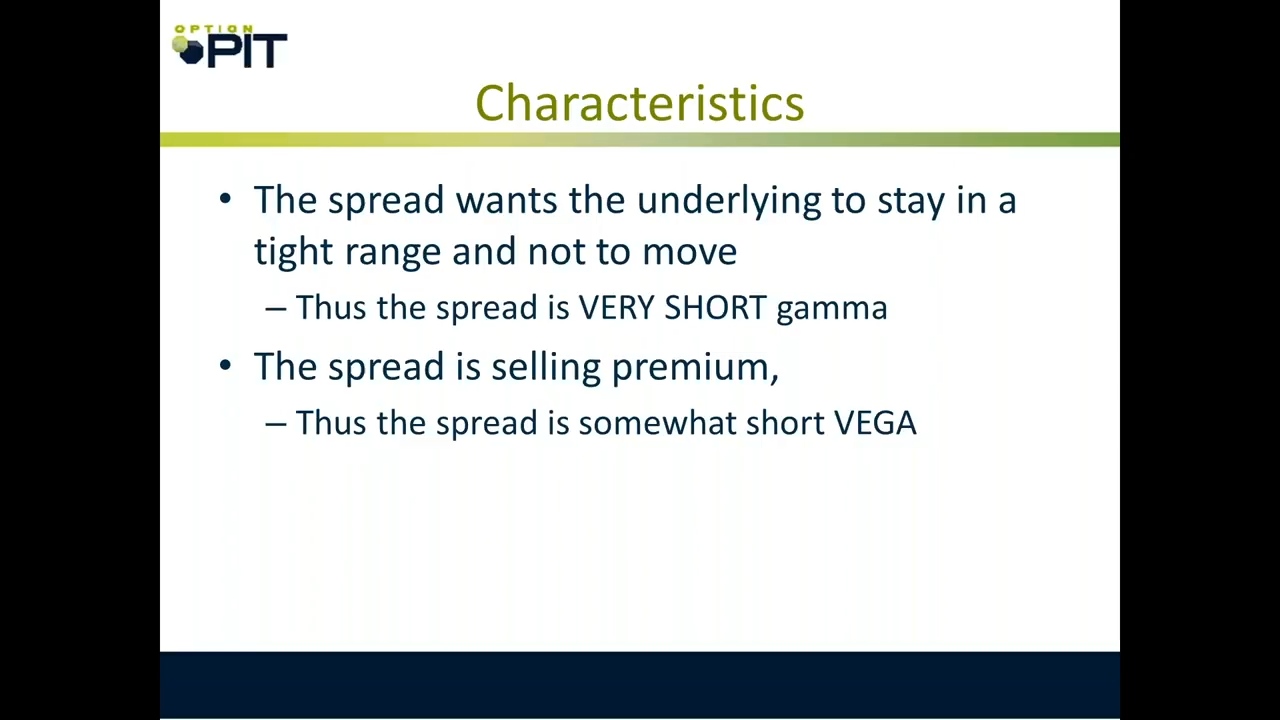 OPTION
PIT
Characteristics
• The spread wants the underlying to stay in a
tight range and not to move
– Thus the spread is VERY SHORT gamma
• The spread is selling premium,
– Thus the spread is somewhat short VEGA